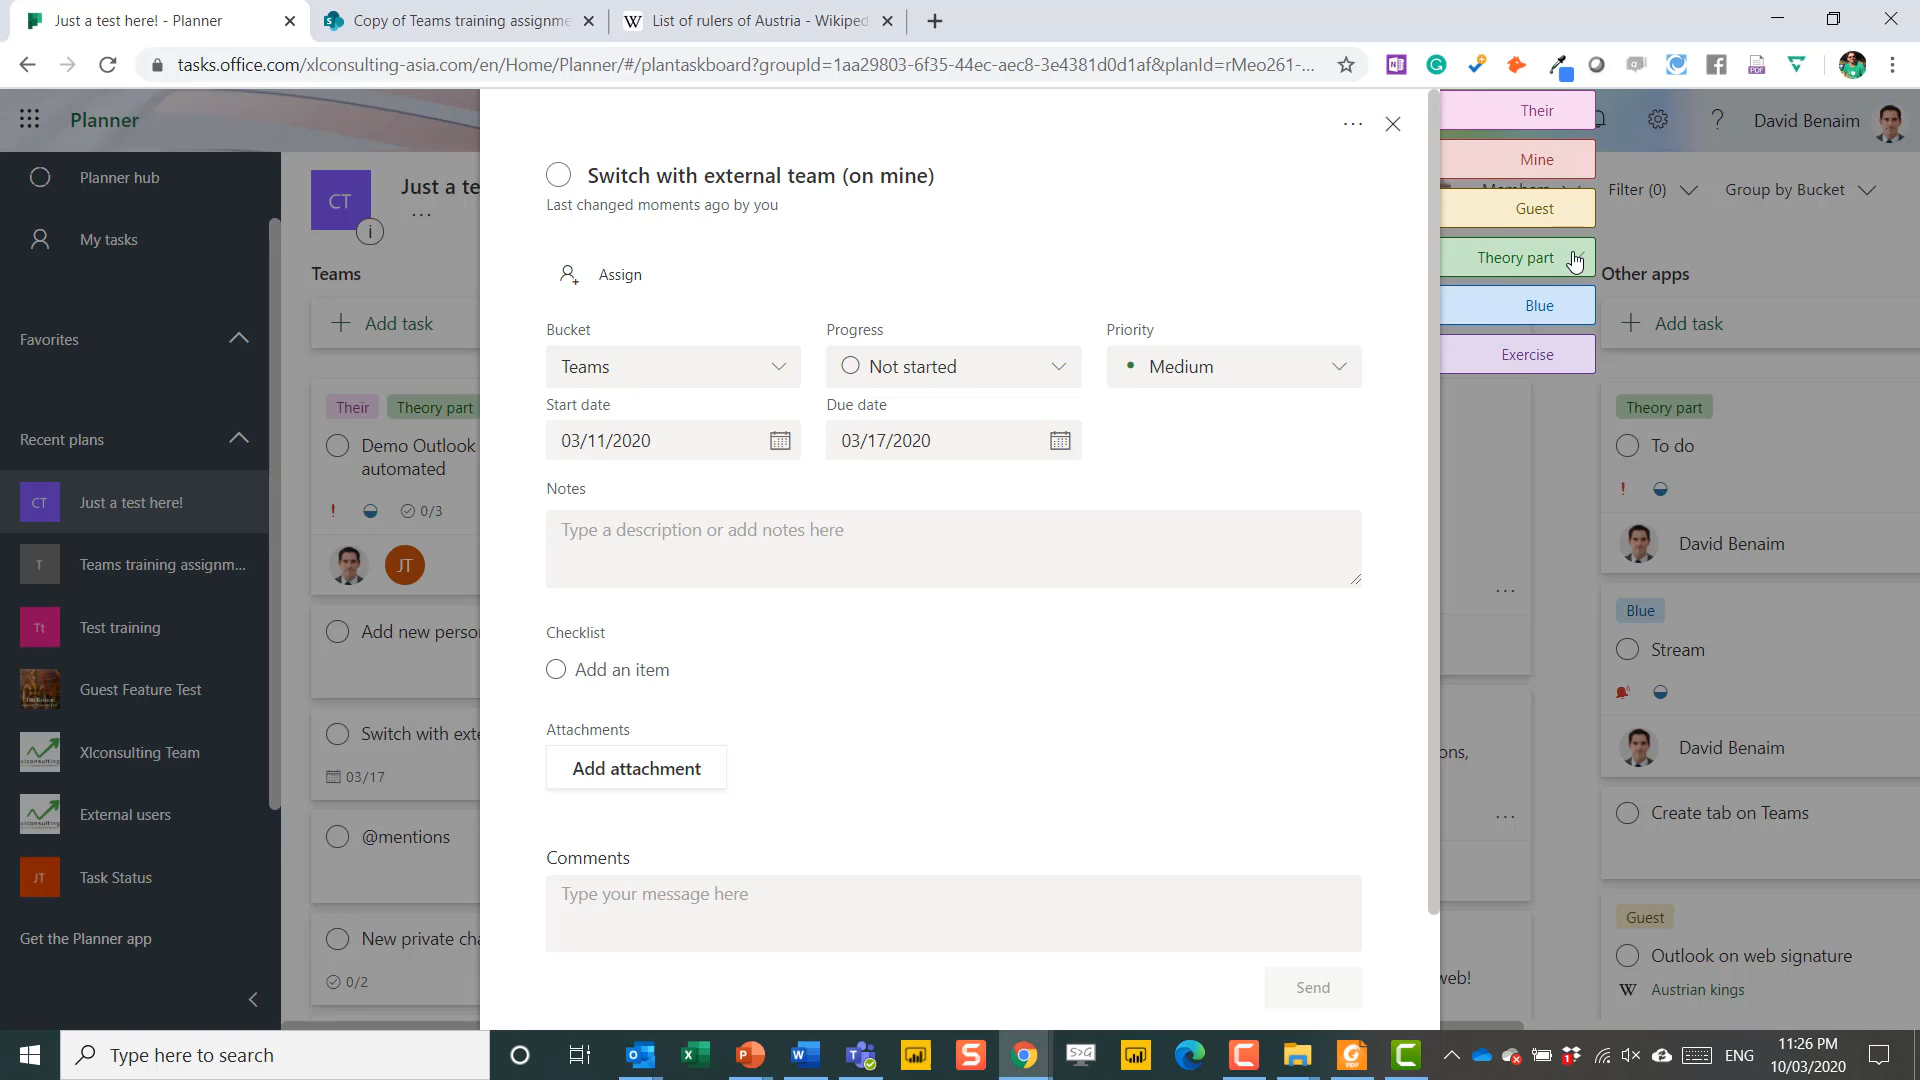 Just a test here! - Planner
Copy of Teams training assignme
List of rulers of Austria - Wikiped
tasks.office.com/xlconsulting-asia.com/en/Home/Planner/#/plantaskboard?groupId=1aa29803-6f35-44ec-aec8-3e4381d0d1af&planId=rMeo261-...
Planner
David Benaim
Planner hub
My tasks
Favorites
Recent plans
CT Just a test here!
T Teams training assignm...
Tt Test training
Guest Feature Test
Xlconsulting Team
External users
JT Task Status
Get the Planner app
CT
Just a te
Teams
Add task
Their Theory part
Demo Outlook
automated
0/3
JT
Add new perso
Switch with exte
03/17
@mentions
New private cha
0/2
Switch with external team (on mine)
Last changed moments ago by you
Assign
Bucket
Progress
Priority
Teams
Not started
Medium
Start date
Due date
03/11/2020
03/17/2020
Notes
Type a description or add notes here
Checklist
Add an item
Attachments
Add attachment
Comments
Type your message here
Send
Their
Mine
Guest
Theory part
Blue
Exercise
Members
Filter (0)
Group by Bucket
ons,
web!
Other apps
Add task
Theory part
To do
David Benaim
Blue
Stream
David Benaim
Create tab on Teams
Guest
Outlook on web signature
W Austrian kings
Type here to search
S>G
ENG
11:26 PM
10/03/2020